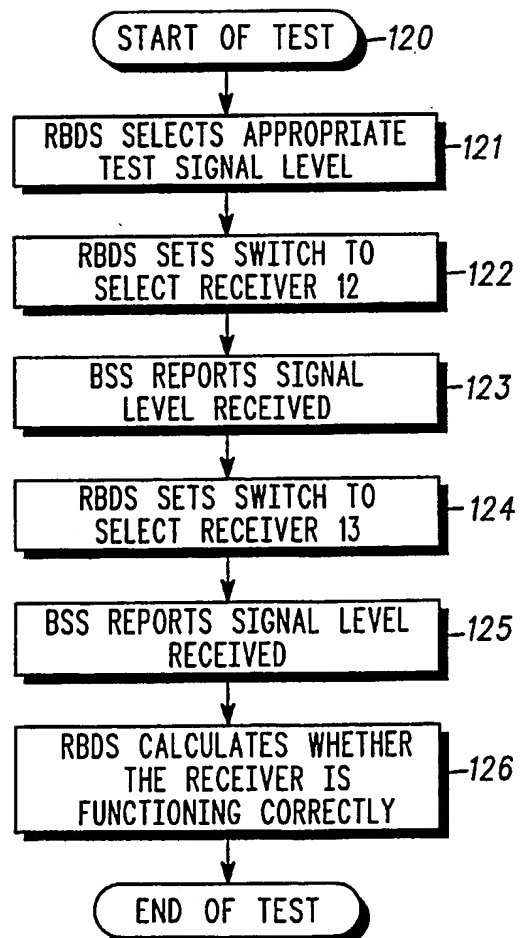 START OF TEST 120
RBDS SELECTS APPROPRIATE
TEST SIGNAL LEVEL
121
RBDS SETS SWITCH TO
SELECT RECEIVER 12
122
BSS REPORTS SIGNAL
LEVEL RECEIVED
123
RBDS SETS SWITCH TO
SELECT RECEIVER 13
124
BSS REPORTS SIGNAL LEVEL
RECEIVED
125
RBDS CALCULATES WHETHER
THE RECEIVER IS
FUNCTIONING CORRECTLY
126
END OF TEST